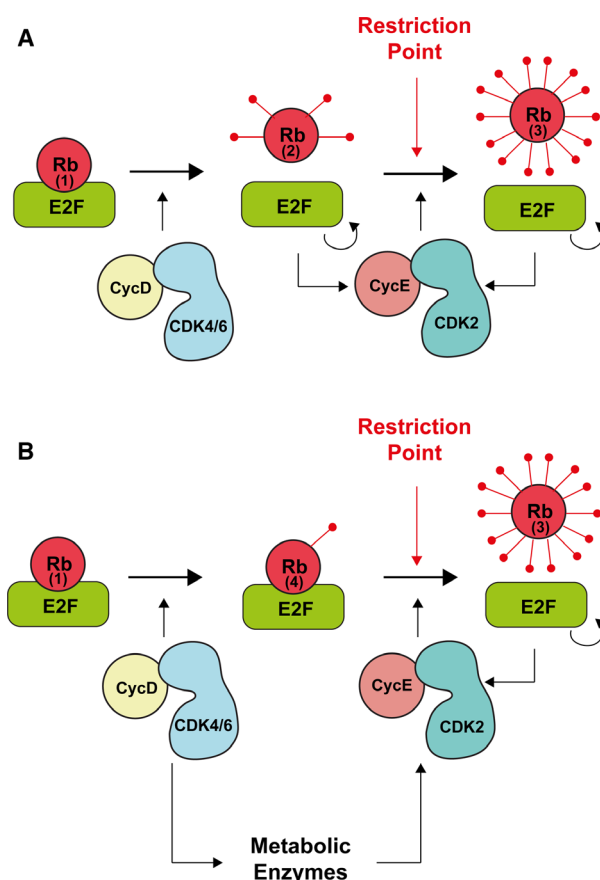 A
Restriction
Point
Rb
(1)
E2F
Rb
(2)
E2F
Rb
(3)
E2F
CycD
CDK4/6
CycE
CDK2
B
Restriction
Point
Rb
(1)
E2F
Rb
(4)
E2F
Rb
(3)
E2F
CycD
CDK4/6
CycE
CDK2
Metabolic
Enzymes